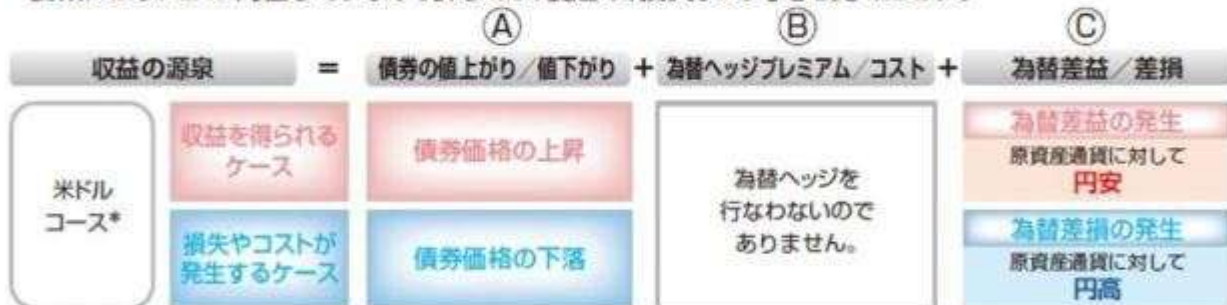 Ⓐ Ⓑ Ⓒ
収益の源泉 = 債券の値上がり/値下がり + 為替ヘッジプレミアム/コスト + 為替差益/差損
米ドル
コース*
収益を得られる
ケース
債券価格の上昇
損失やコストが
発生するケース
債券価格の下落
為替ヘッジを
行なわないので
ありません。
為替差益の発生
原資産通貨に対して
円安
為替差損の発生
原資産通貨に対して
円高